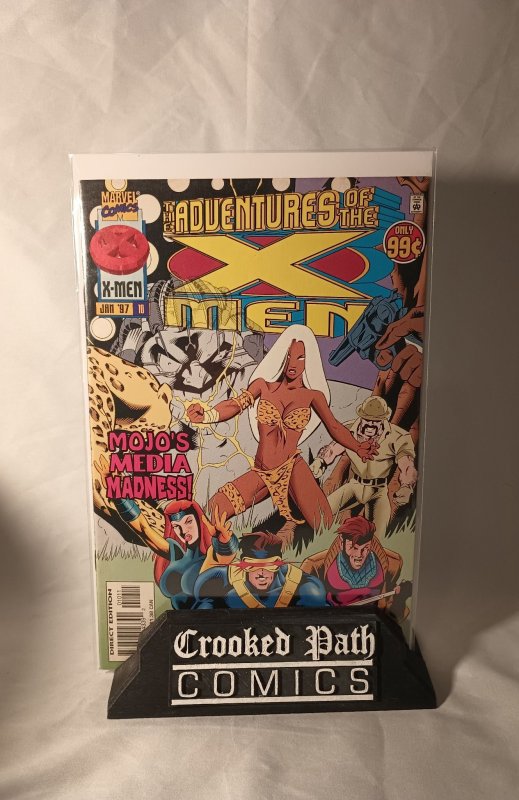 MARVEL
COMICS
THE ADVENTURES OF THE
X
MEN
ONLY
99¢
X-MEN
JAN '97 10
MOJO'S
MEDIA
MADNESS!
DIRECT EDITION
01011
Crooked Path
COMICS